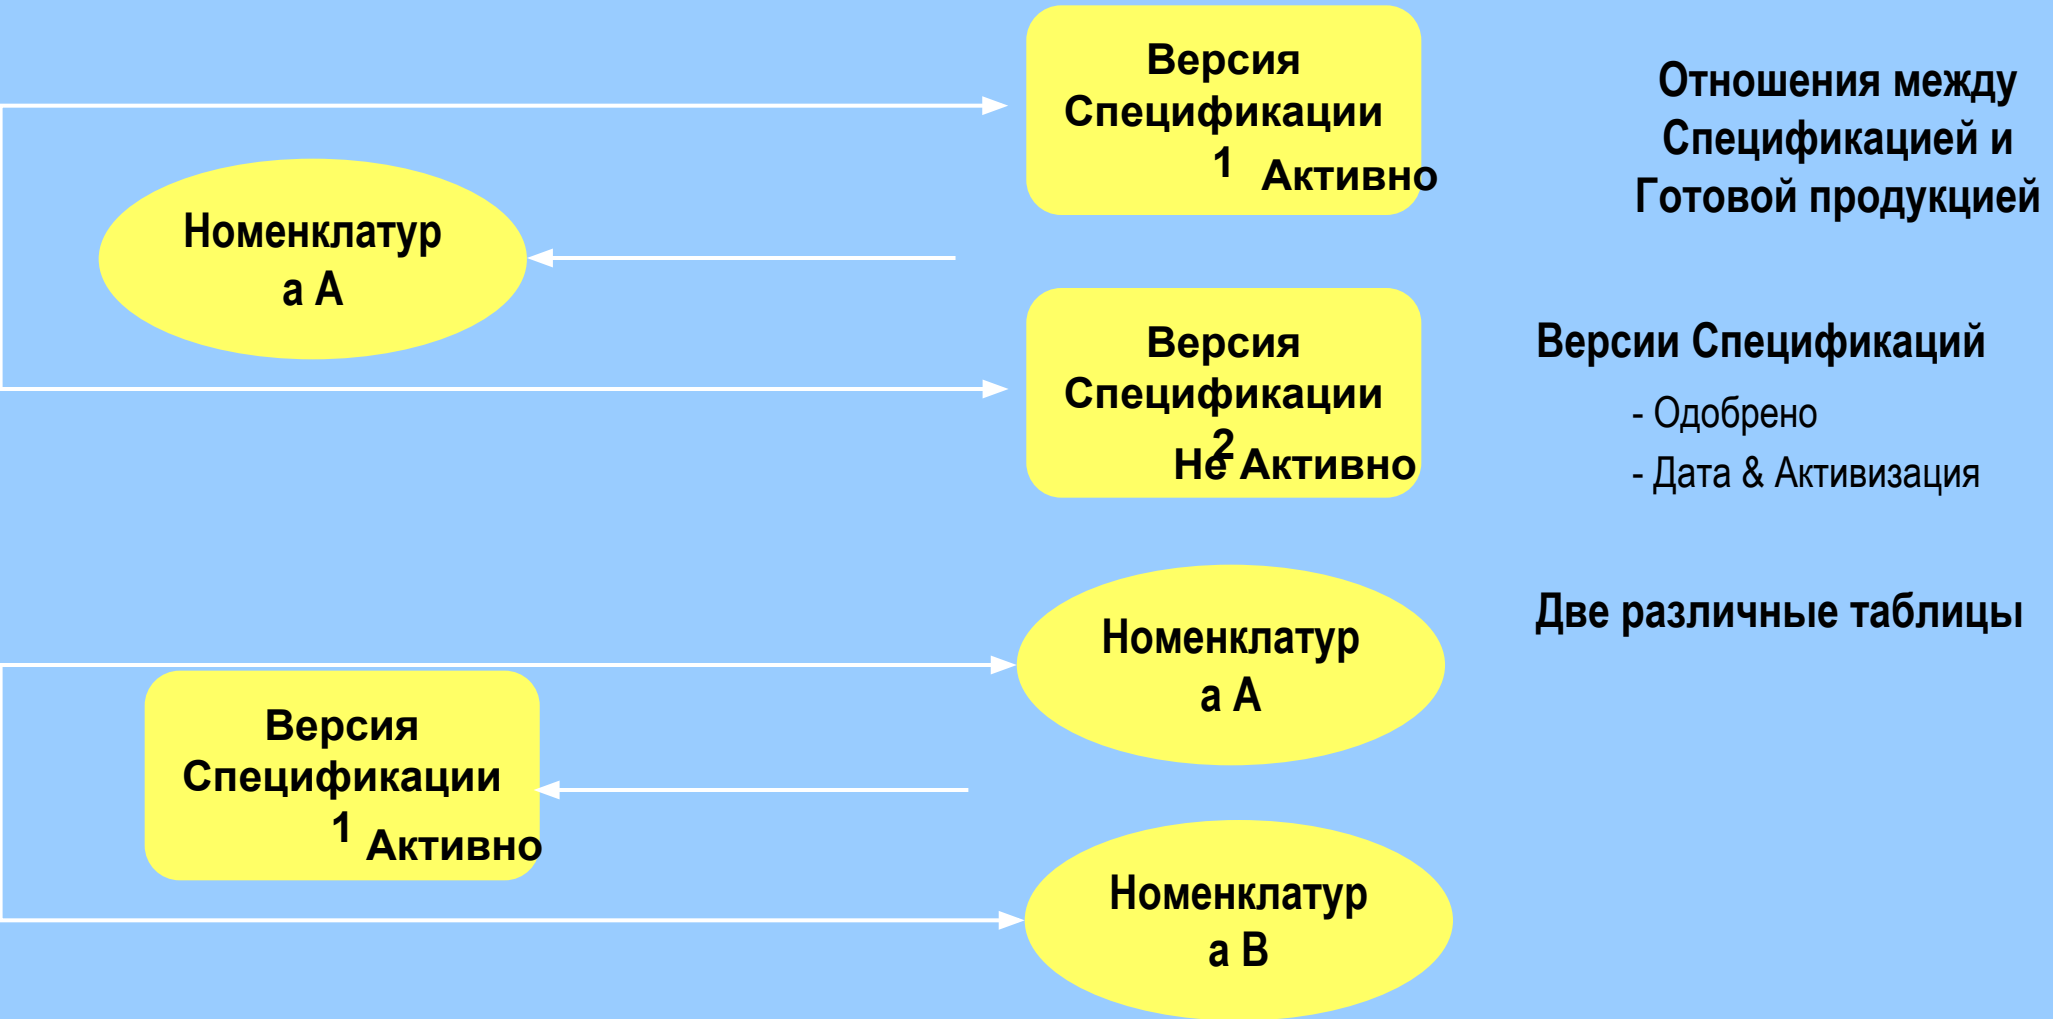 Версия
Спецификации
1 Активно
Отношения между
Спецификацией и
Готовой продукцией
Номенклатур
а А
Версия
Спецификации
2
Не Активно
Версии Спецификаций
- Одобрено
- Дата & Активизация
Номенклатур
а А
Две различные таблицы
Версия
Спецификации
1 Активно
Номенклатур
а В